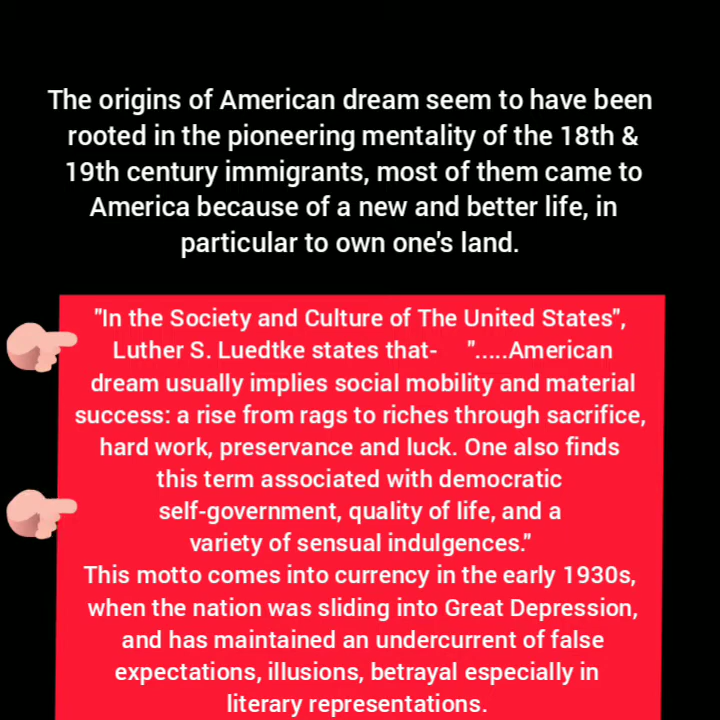 The origins of American dream seem to have been
rooted in the pioneering mentality of the 18th &
19th century immigrants, most of them came to
America because of a new and better life, in
particular to own one's land.
"In the Society and Culture of The United States",
Luther S. Luedtke states that- ".....American
dream usually implies social mobility and material
success: a rise from rags to riches through sacrifice,
hard work, preservance and luck. One also finds
this term associated with democratic
self-government, quality of life, and a
variety of sensual indulgences."
This motto comes into currency in the early 1930s,
when the nation was sliding into Great Depression,
and has maintained an undercurrent of false
expectations, illusions, betrayal especially in
literary representations.